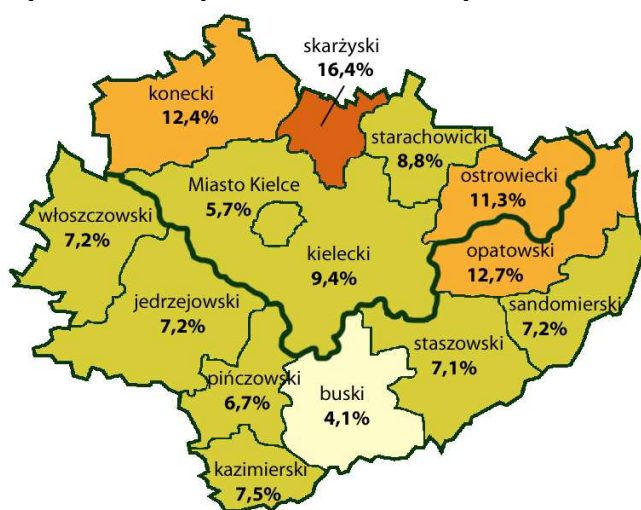 skarżyski
16,4%
konecki
12,4%
starachowicki
8,8%
ostrowiecki
11,3%
Miasto Kielce
5,7%
włoszczowski
7,2%
kielecki
9,4%
opatowski
12,7%
jedrzejowski
7,2%
sandomierski
7,2%
staszowski
7,1%
pińczowski
6,7%
buski
4,1%
kazimierski
7,5%